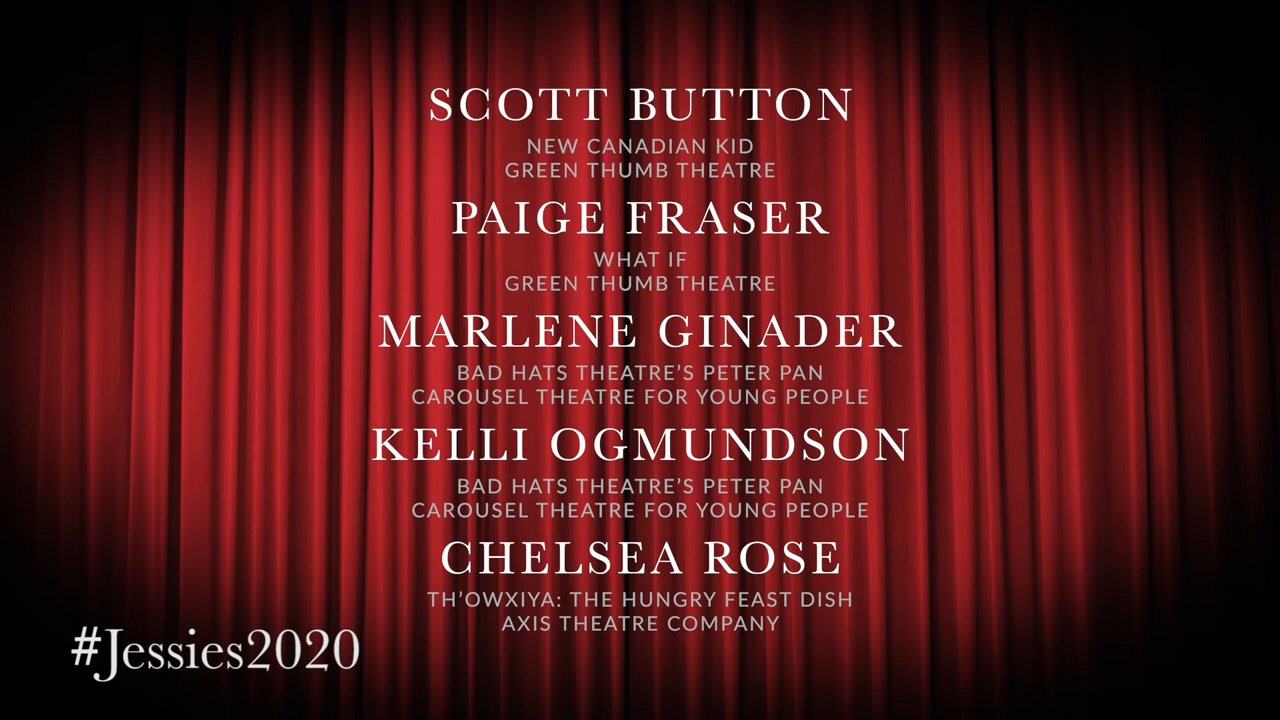 SCOTT BUTTON
NEW CANADIAN KID
GREEN THUMB THEATRE
PAIGE FRASER
WHAT IF
GREEN THUMB THEATRE
MARLENE GINADER
BAD HATS THEATRE’S PETER PAN
CAROUSEL THEATRE FOR YOUNG PEOPLE
KELLI OGMUNDSON
BAD HATS THEATRE’S PETER PAN
CAROUSEL THEATRE FOR YOUNG PEOPLE
CHELSEA ROSE
TH’OWXIYA: THE HUNGRY FEAST DISH
AXIS THEATRE COMPANY
#Jessies2020